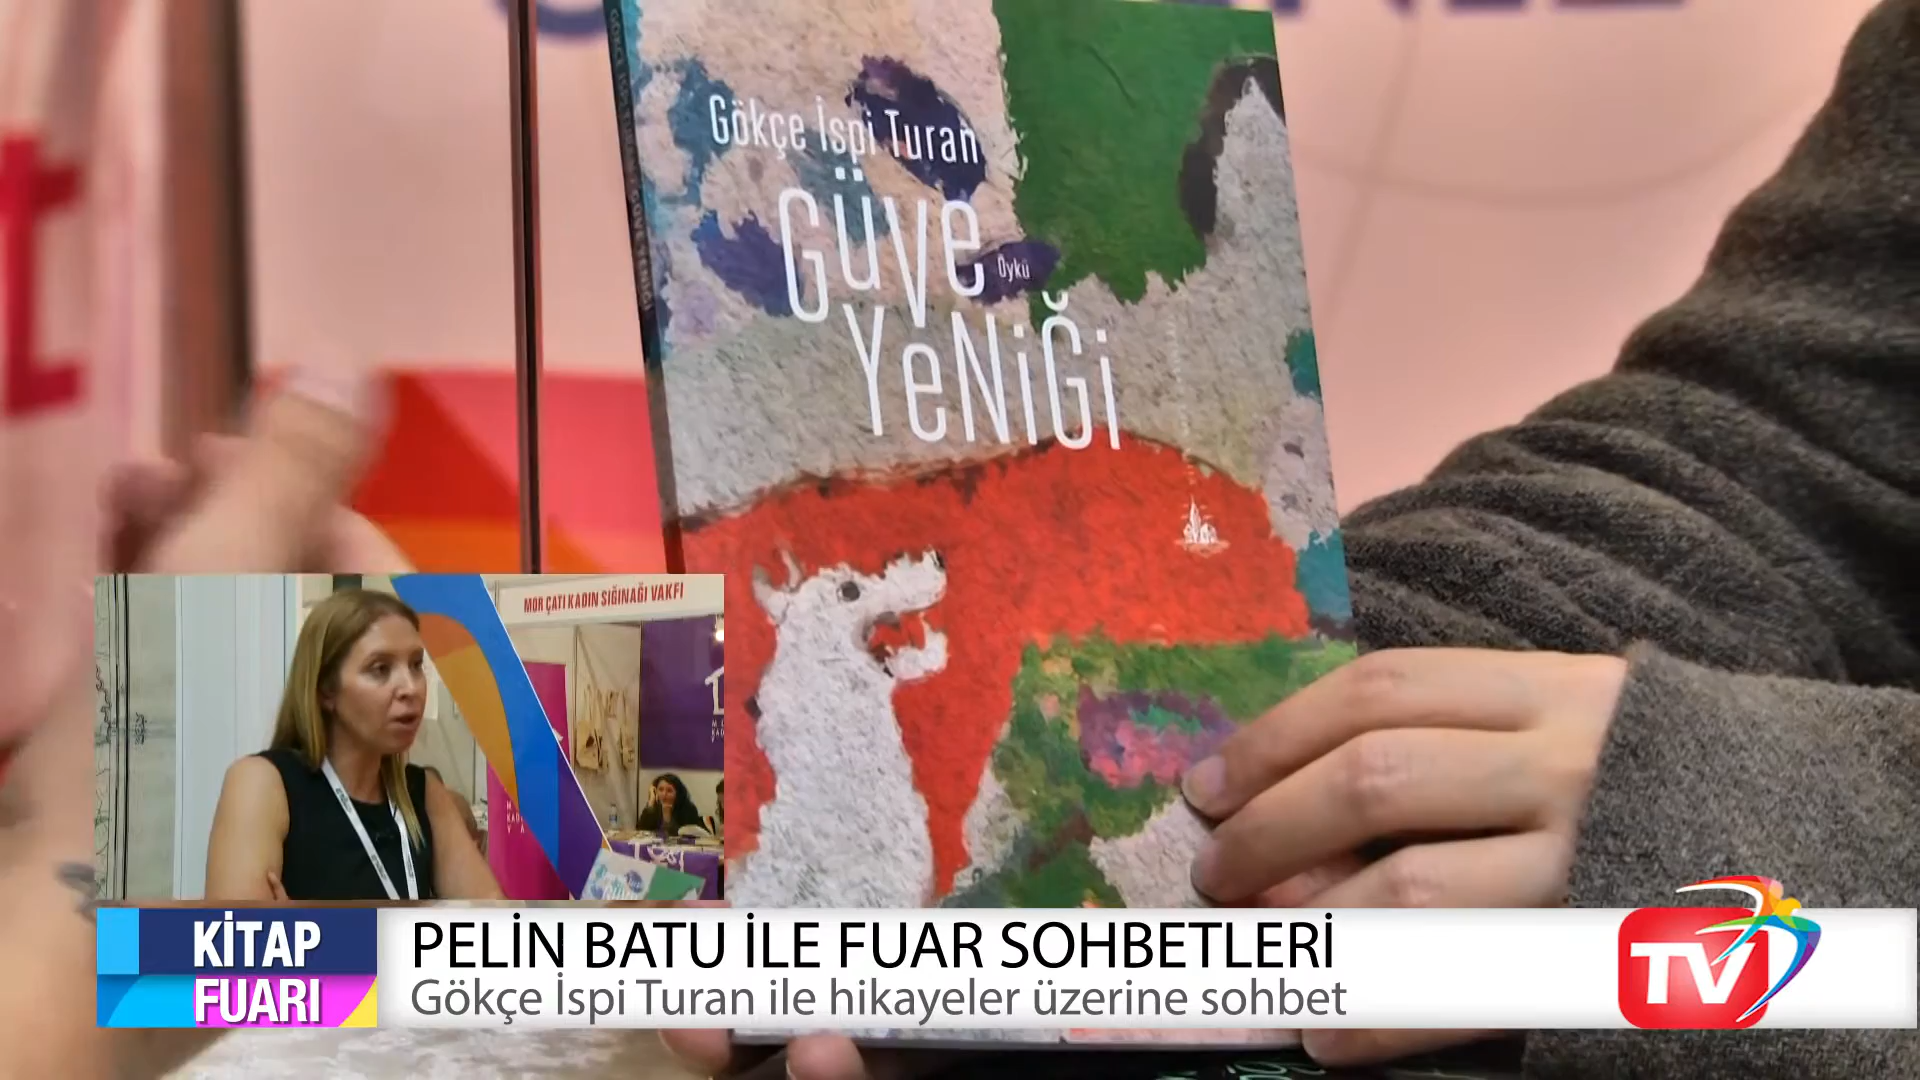 Gökçe İspi Turan
GüVe
Öykü
YeNiĞi
MOR ÇATI KADIN SIĞINAĞI VAKFI
KİTAP
FUARI
PELİN BATU İLE FUAR SOHBETLERİ
Gökçe İspi Turan ile hikayeler üzerine sohbet
TV